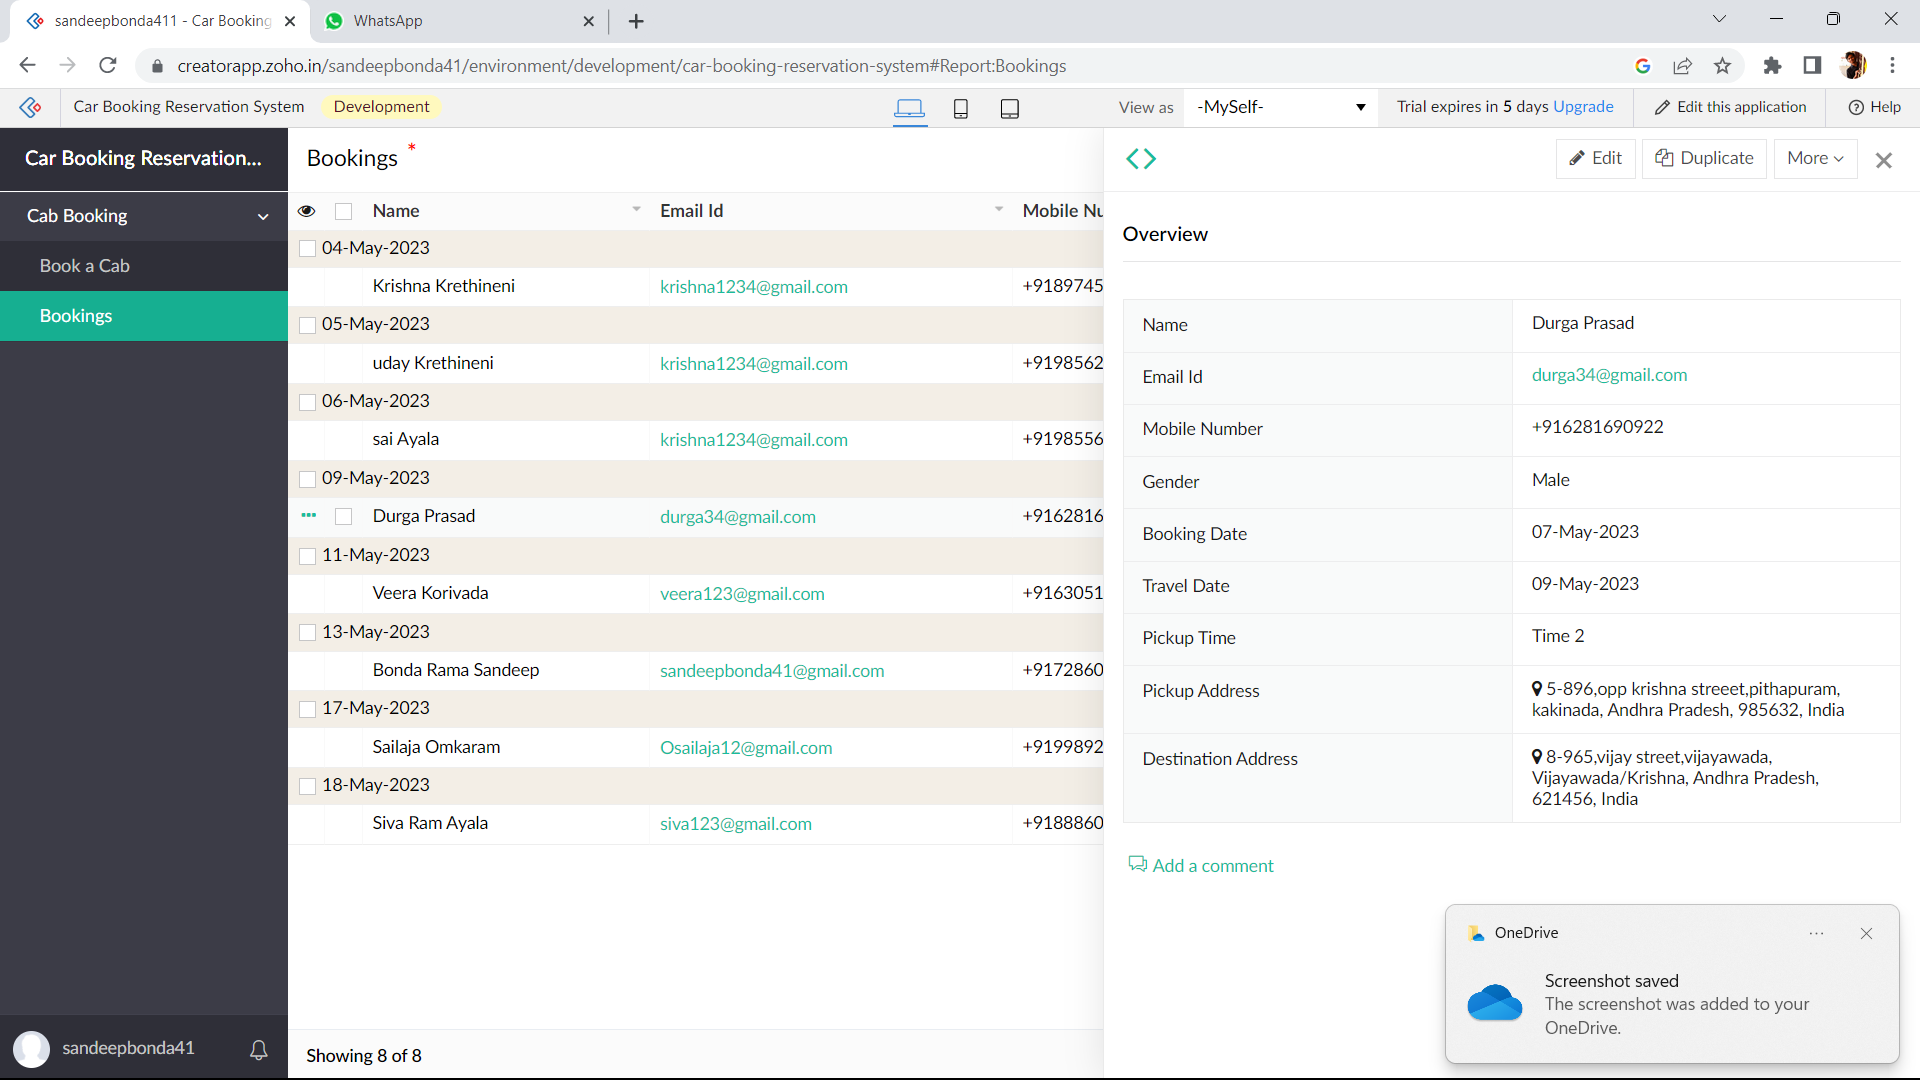 sandeepbonda411 - Car Booking
WhatsApp
creatorapp.zoho.in/sandeepbonda41/environment/development/car-booking-reservation-system#Report:Bookings
Car Booking Reservation System
Development
View as
-MySelf-
Trial expires in 5 days Upgrade
Edit this application
Help
Car Booking Reservation...
Cab Booking
Book a Cab
Bookings
sandeepbonda41
Bookings *
Name Email Id Mobile Nu
04-May-2023
Krishna Krethineni krishna1234@gmail.com +9189745
05-May-2023
uday Krethineni krishna1234@gmail.com +9198562
06-May-2023
sai Ayala krishna1234@gmail.com +9198556
09-May-2023
Durga Prasad durga34@gmail.com +9162816
11-May-2023
Veera Korivada veera123@gmail.com +9163051
13-May-2023
Bonda Rama Sandeep sandeepbonda41@gmail.com +9172860
17-May-2023
Sailaja Omkaram Osailaja12@gmail.com +9199892
18-May-2023
Siva Ram Ayala siva123@gmail.com +9188860
Showing 8 of 8
Edit
Duplicate
More
Overview
Name Durga Prasad
Email Id durga34@gmail.com
Mobile Number +916281690922
Gender Male
Booking Date 07-May-2023
Travel Date 09-May-2023
Pickup Time Time 2
Pickup Address 5-896,opp krishna streeet,pithapuram,
kakinada, Andhra Pradesh, 985632, India
Destination Address 8-965,vijay street,vijayawada,
Vijayawada/Krishna, Andhra Pradesh,
621456, India
Add a comment
OneDrive
Screenshot saved
The screenshot was added to your
OneDrive.